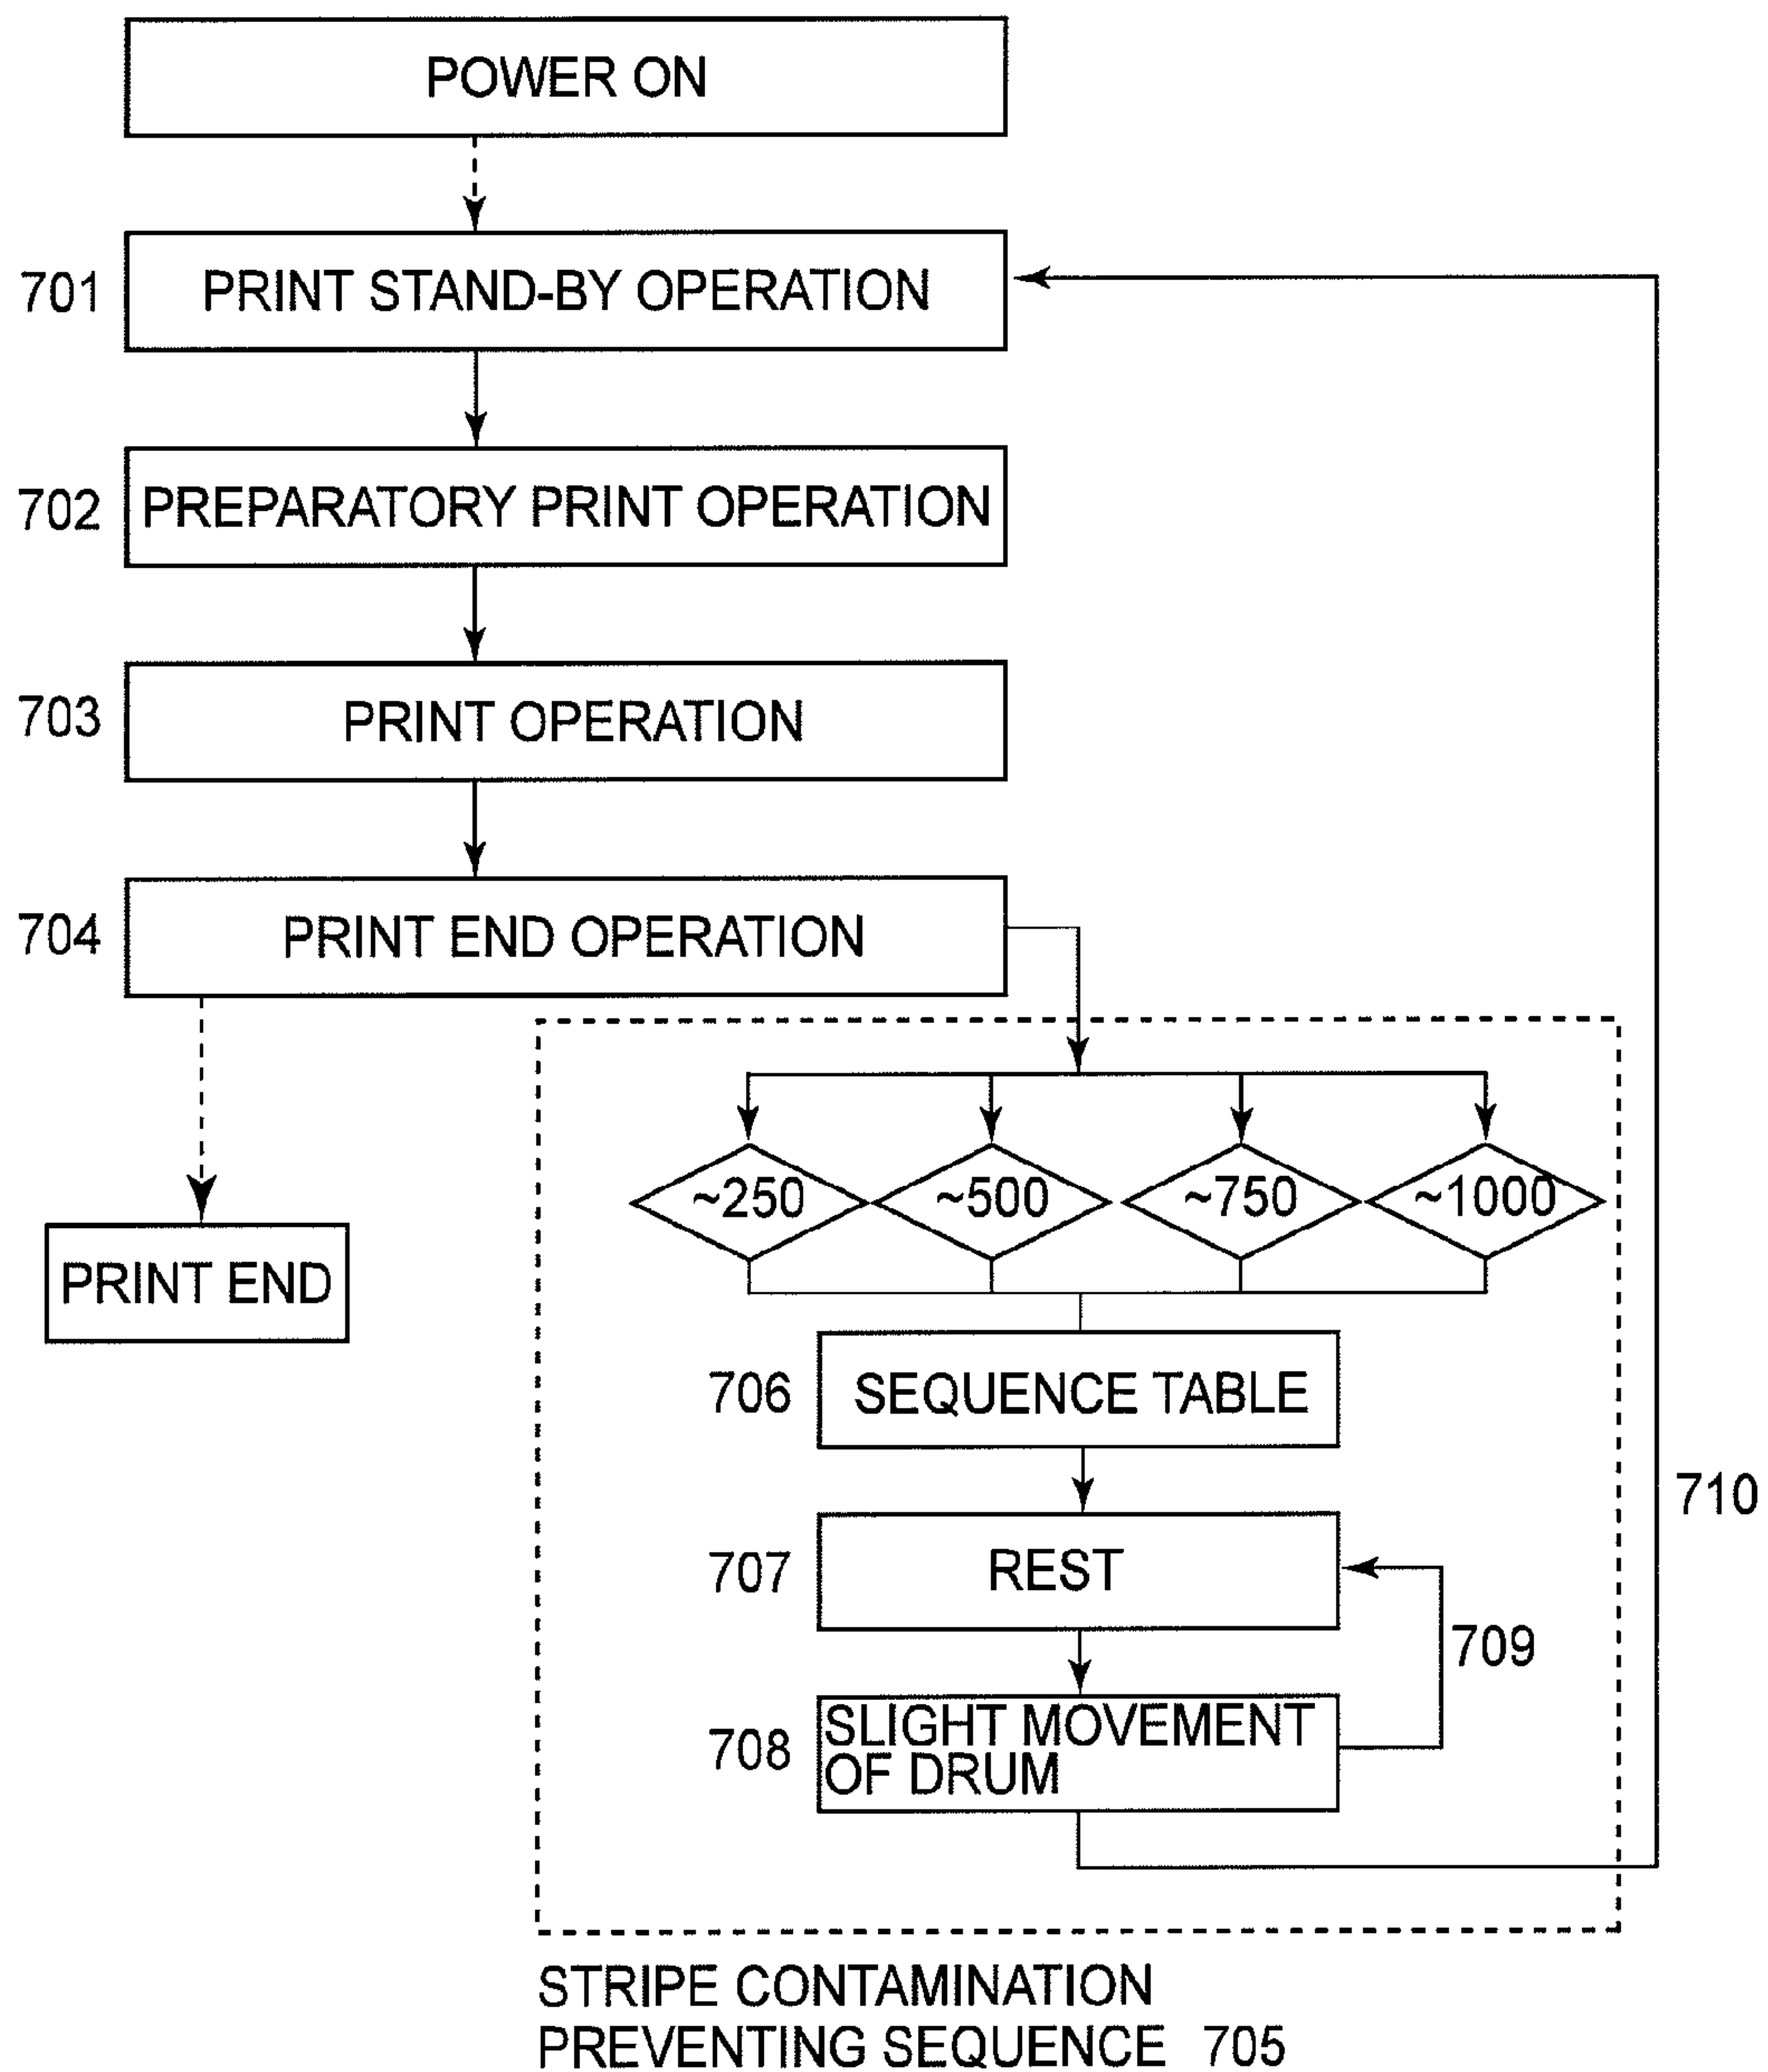 POWER ON
701
PRINT STAND-BY OPERATION
702
PREPARATORY PRINT OPERATION
703
PRINT OPERATION
704
PRINT END OPERATION
~250
~500
~750
~1000
PRINT END
706
SEQUENCE TABLE
710
707
REST
709
708
SLIGHT MOVEMENT
OF DRUM
STRIPE CONTAMINATION
PREVENTING SEQUENCE 705